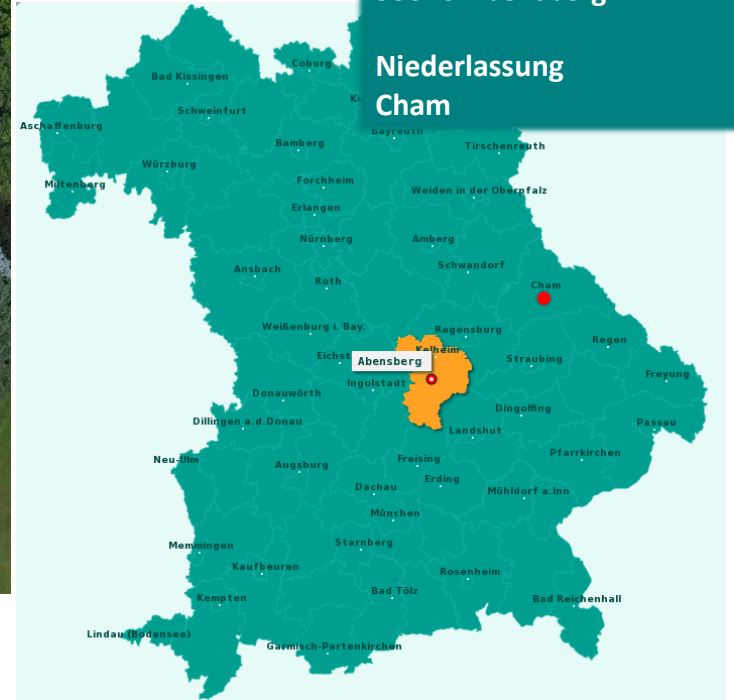 Niederlassung
Cham
Coburg
Bad Kissingen
Schweinfurt
Aschaffenburg
Bayreuth
Bamberg
Tirschenreuth
Würzburg
Miltenberg
Forchheim
Weiden in der Oberpfalz
Erlangen
Nürnberg
Amberg
Ansbach
Schwandorf
Roth
Cham
Weißenburg i. Bay.
Regensburg
Regen
Kelheim
Eichst
Abensberg
Straubing
Freyung
Ingolstadt
Donauwörth
Dingolfing
Dillingen a.d.Donau
Passau
Landshut
Pfarrkirchen
Neu-Ulm
Augsburg
Freising
Erding
Dachau
Mühldorf a.Inn
München
Starnberg
Memmingen
Kaufbeuren
Rosenheim
Bad Tölz
Kempten
Bad Reichenhall
Lindau (Bodensee)
Garmisch-Partenkirchen